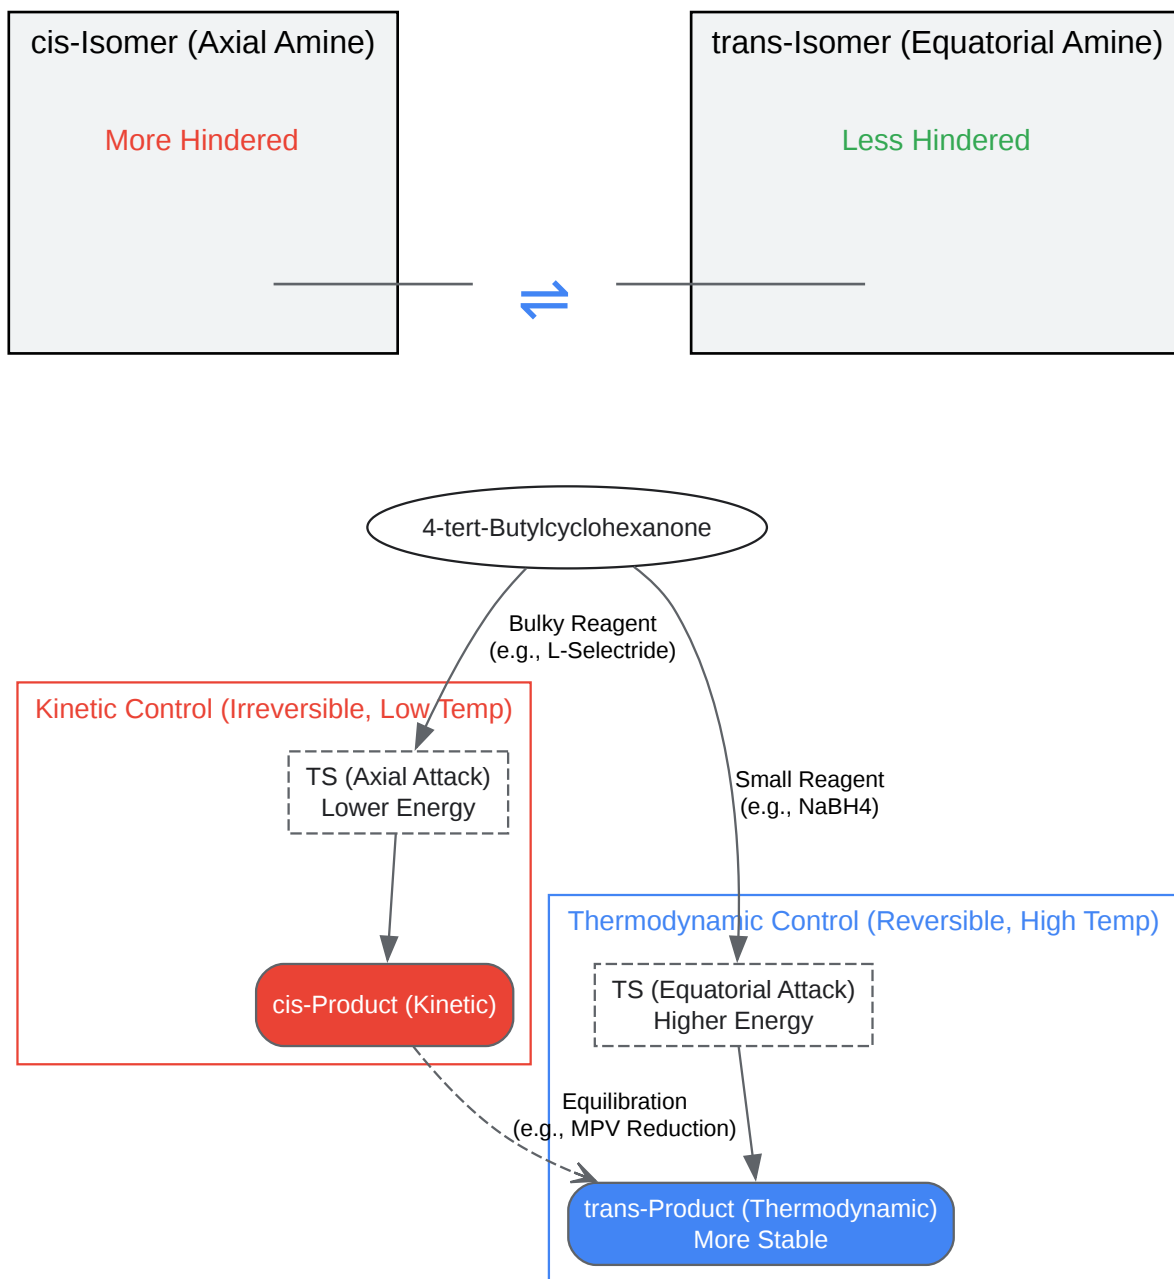 cis-Isomer (Axial Amine)
trans-Isomer (Equatorial Amine)
More Hindered
Less Hindered
⇌
4-tert-Butylcyclohexanone
Bulky Reagent
(e.g., L-Selectride)
Kinetic Control (Irreversible, Low Temp)
TS (Axial Attack)
Lower Energy
Small Reagent
(e.g., NaBH4)
Thermodynamic Control (Reversible, High Temp)
cis-Product (Kinetic)
TS (Equatorial Attack)
Higher Energy
Equilibration
(e.g., MPV Reduction)
trans-Product (Thermodynamic)
More Stable